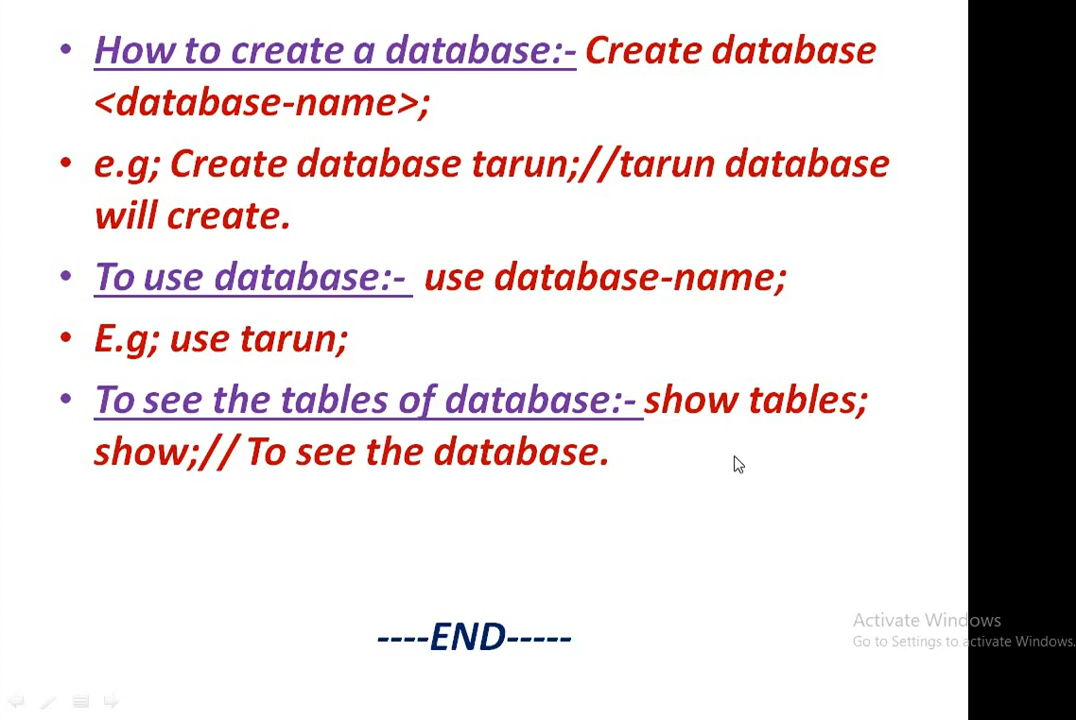 • How to create a database:- Create database
<database-name>;
• e.g; Create database tarun;//tarun database
will create.
• To use database:- use database-name;
• E.g; use tarun;
• To see the tables of database:- show tables;
show;// To see the database.
----END-----
Activate Windows
Go to Settings to activate Windows.